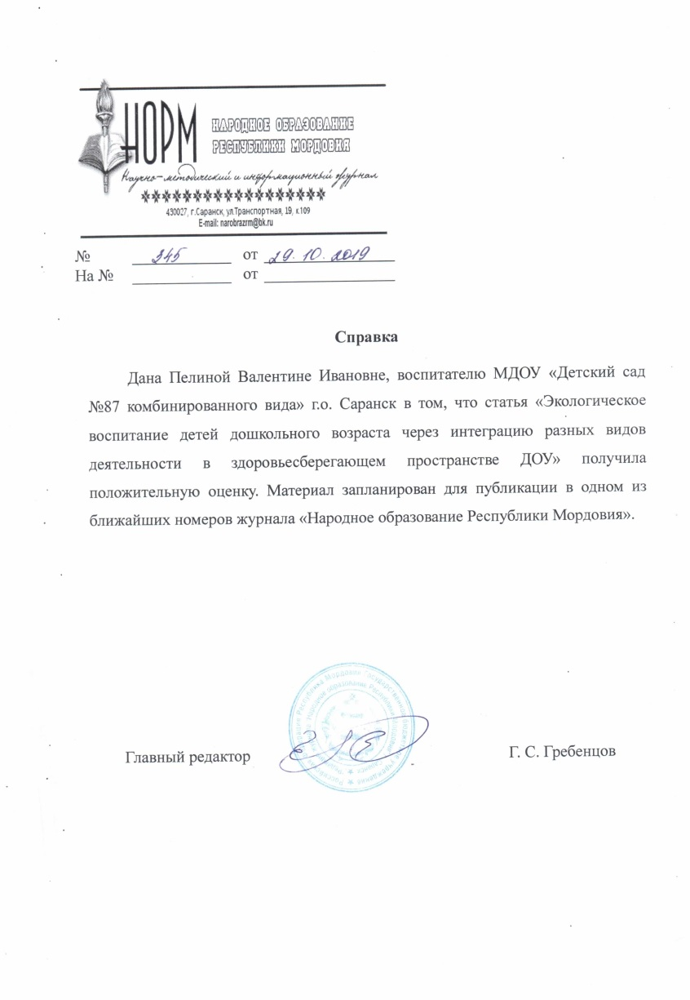 НОРМ
НАРОДНОЕ ОБРАЗОВАНИЕ
РЕСПУБЛИКИ МОРДОВИЯ
Научно-методический и информационный журнал
430027, г.Саранск, ул.Транспортная, 19, к.109
E-mail: narobrazrm@bk.ru
№ 345 от 29.10.2019
На № от
Справка
Дана Пелиной Валентине Ивановне, воспитателю МДОУ «Детский сад
№87 комбинированного вида» г.о. Саранск в том, что статья «Экологическое
воспитание детей дошкольного возраста через интеграцию разных видов
деятельности в здоровьесберегающем пространстве ДОУ» получила
положительную оценку. Материал запланирован для публикации в одном из
ближайших номеров журнала «Народное образование Республики Мордовия».
Главный редактор
Г. С. Гребенцов